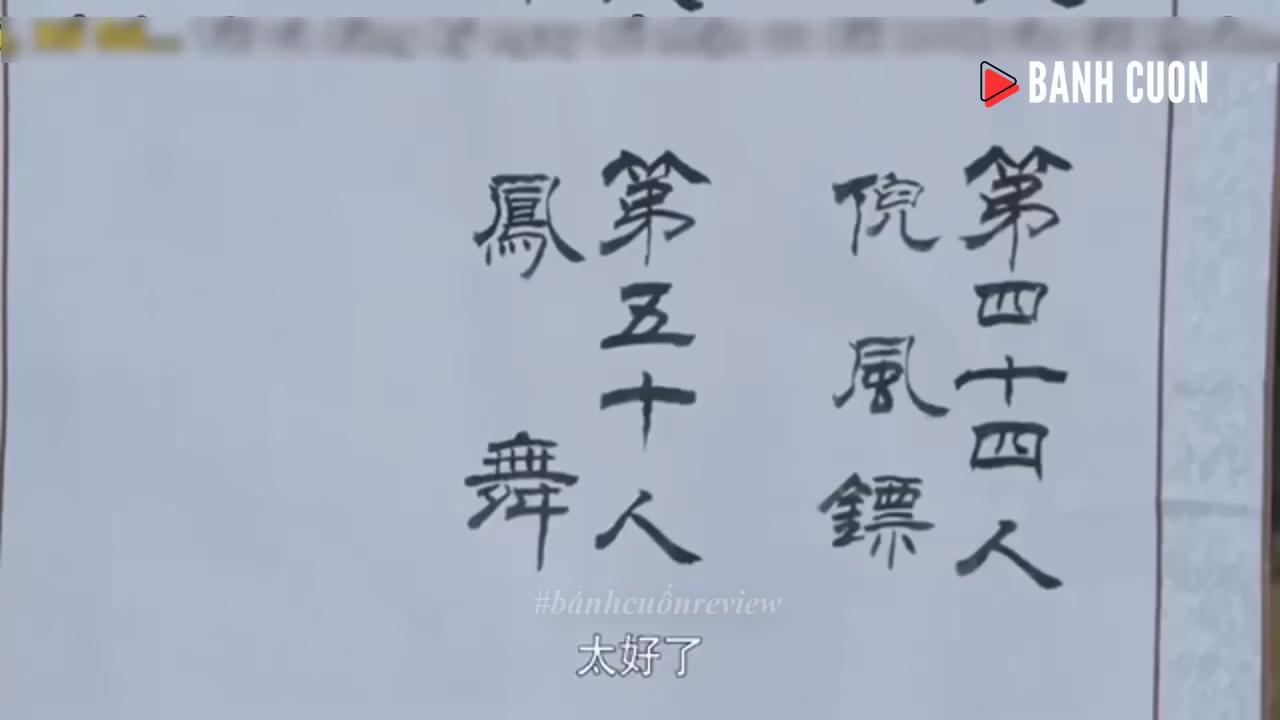 BANH CUON
第四十四人
倪風鏢
第五十人
鳳舞
#bánhcuốnreview
太好了